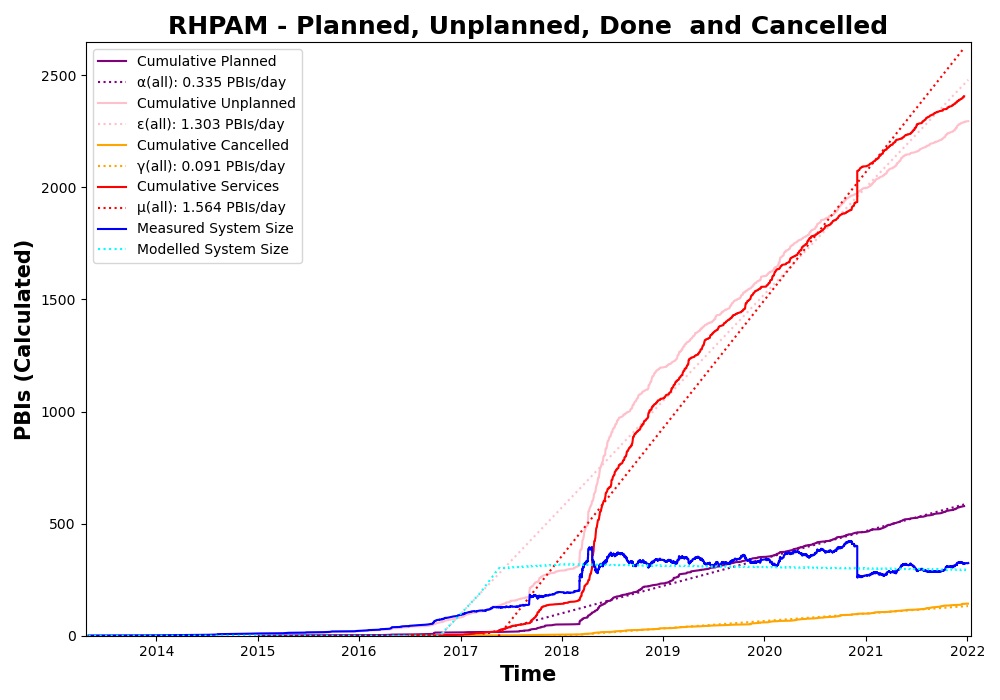 RHPAM - Planned, Unplanned, Done  and Cancelled
Cumulative Planned
α(all): 0.335 PBIs/day
Cumulative Unplanned
ε(all): 1.303 PBIs/day
Cumulative Cancelled
γ(all): 0.091 PBIs/day
Cumulative Services
μ(all): 1.564 PBIs/day
Measured System Size
Modelled System Size
PBIs (Calculated)
2500
2000
1500
1000
500
0
2014 2015 2016 2017 2018 2019 2020 2021 2022
Time